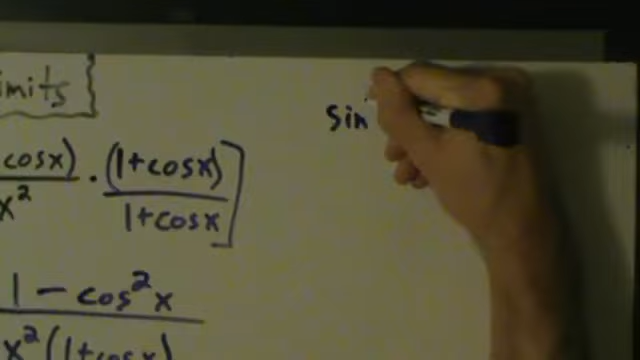 imits
sin
cosx) . (1+cosx)]
x² 1+cosx
1 - cos²x
x²(1+cosx)